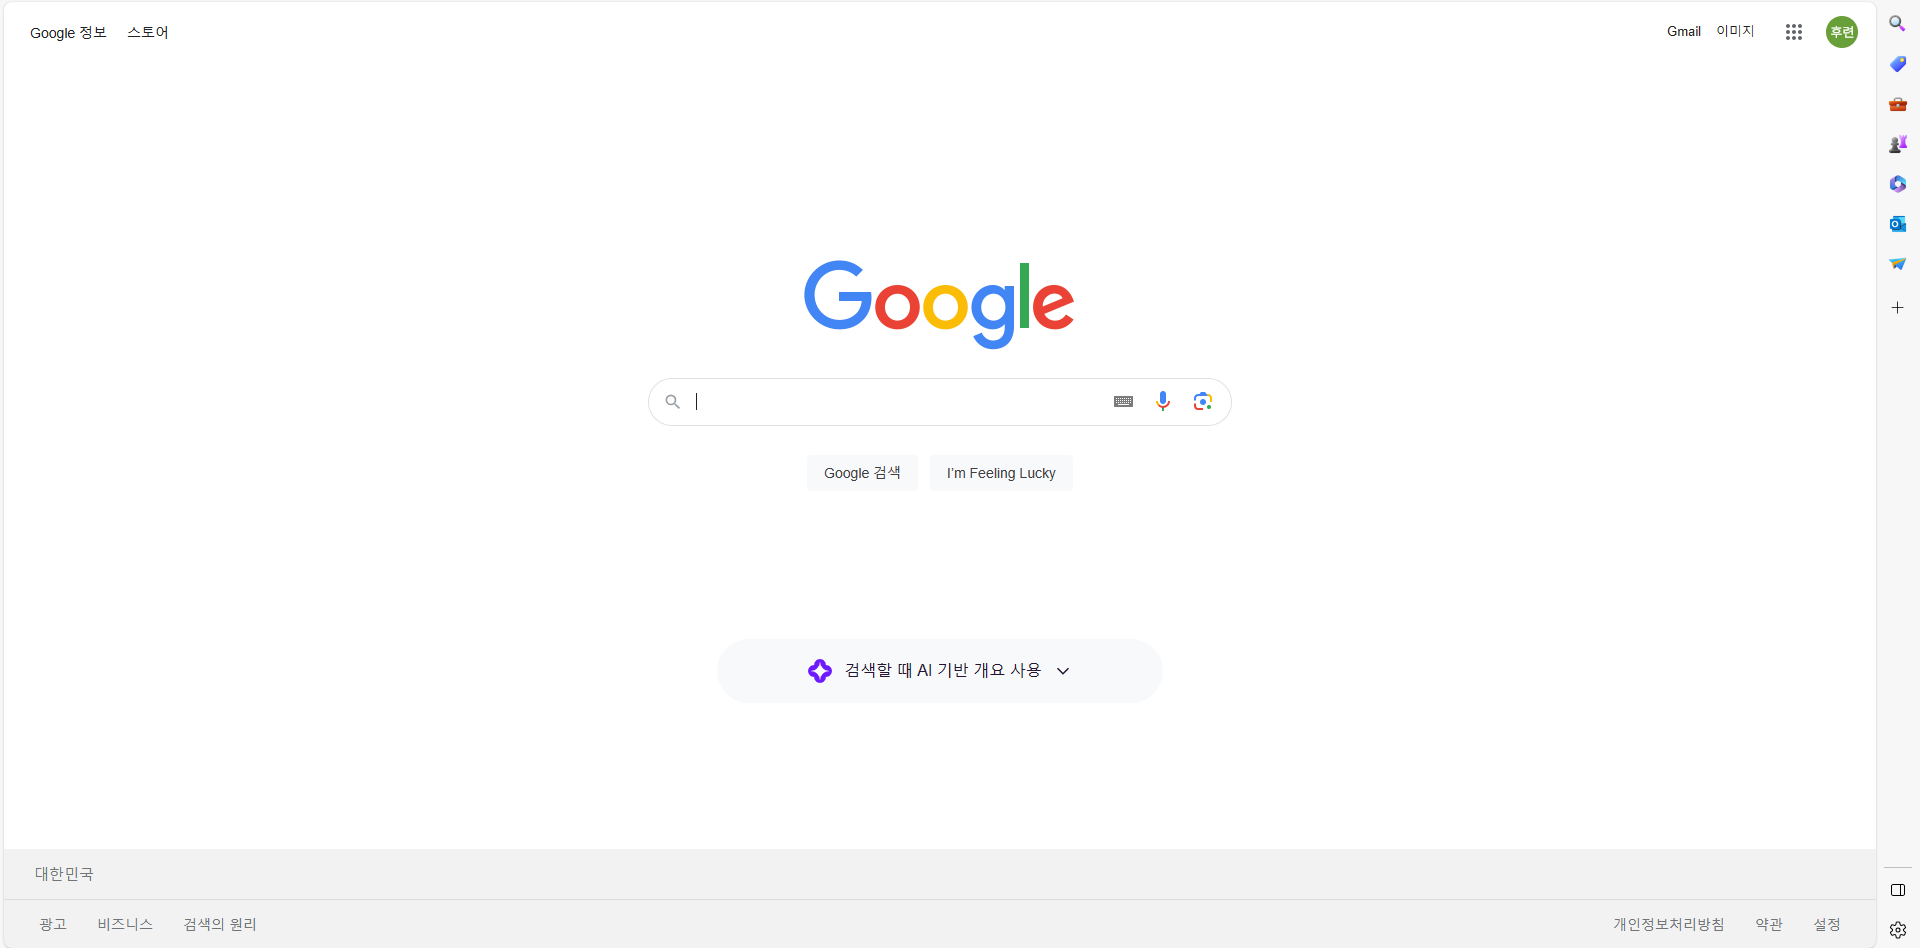 Google 정보 스토어
Gmail 이미지 후련
Google
Google 검색 I'm Feeling Lucky
검색할 때 AI 기반 개요 사용
대한민국
광고 비즈니스 검색의 원리
개인정보처리방침 약관 설정